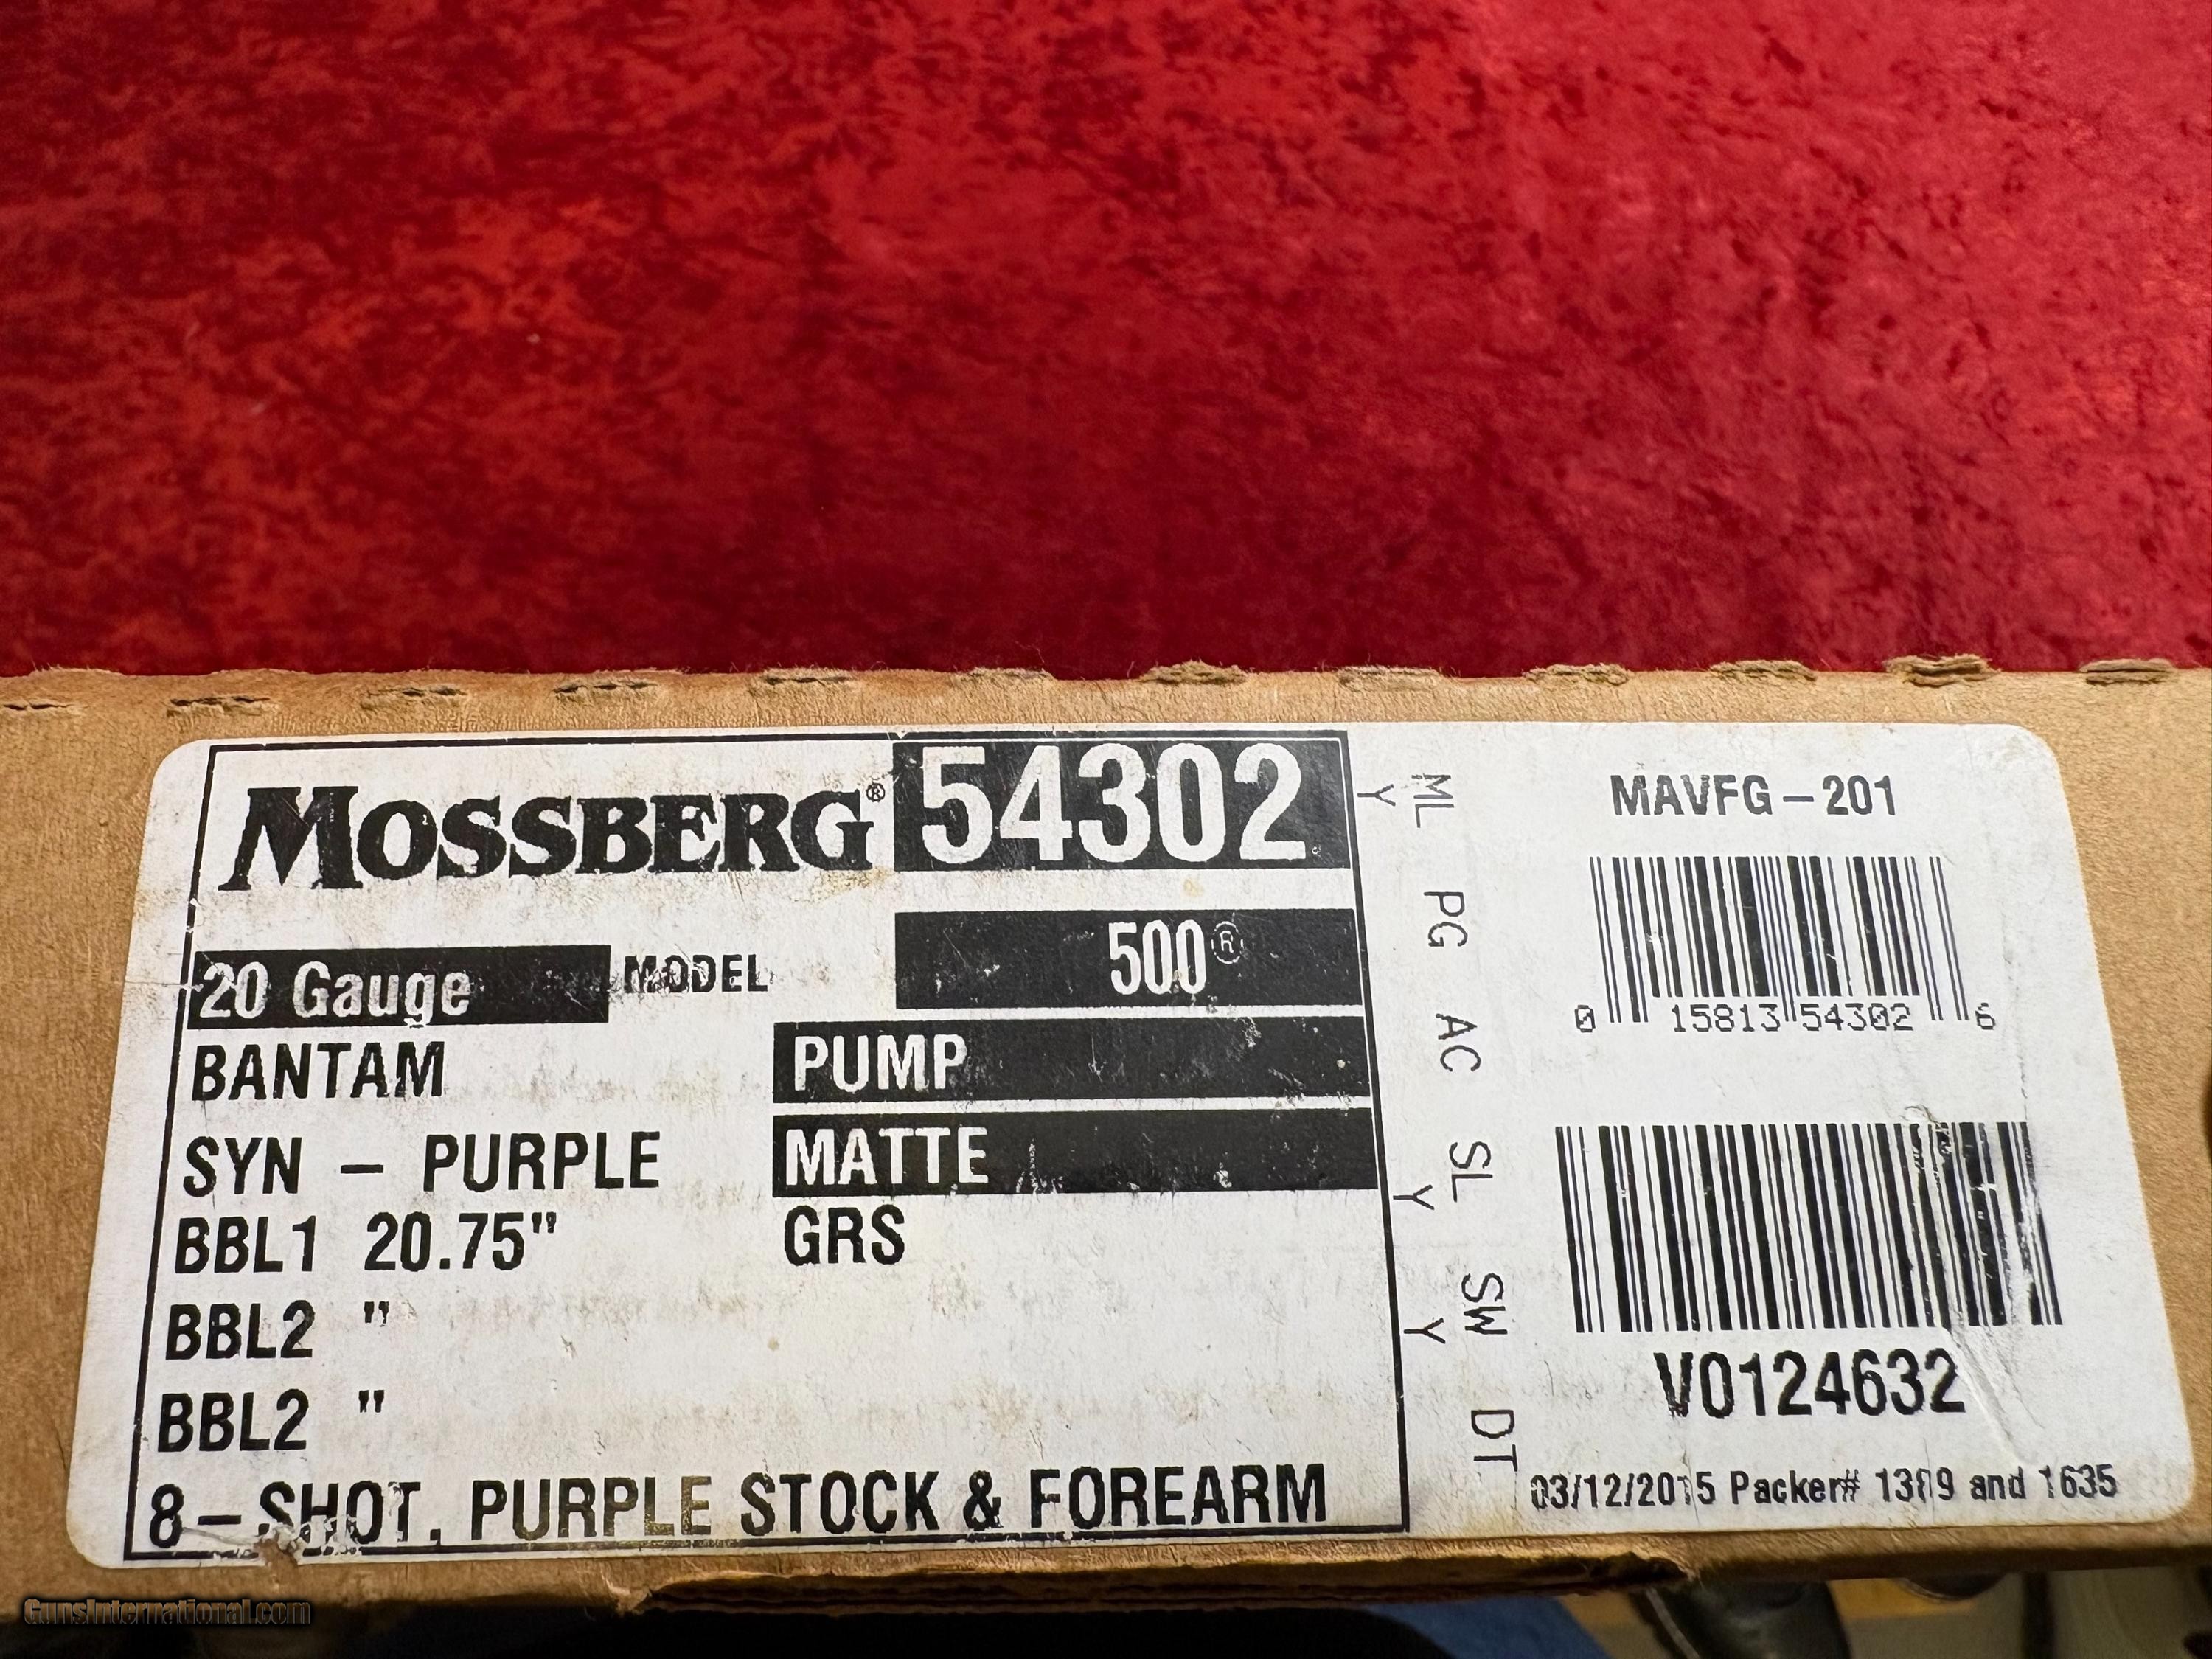 MOSSBERG® 54302
20 Gauge MODEL 500®
BANTAM PUMP
SYN - PURPLE MATTE
BBL1 20.75" GRS
BBL2 "
BBL2 "
8-SHOT, PURPLE STOCK & FOREARM
ML PG AC SL SW DT
Y Y Y
MAVFG-201
0 15813 54302 6
V0124632
03/12/2015 Packer# and 1635
GunsInternational.com